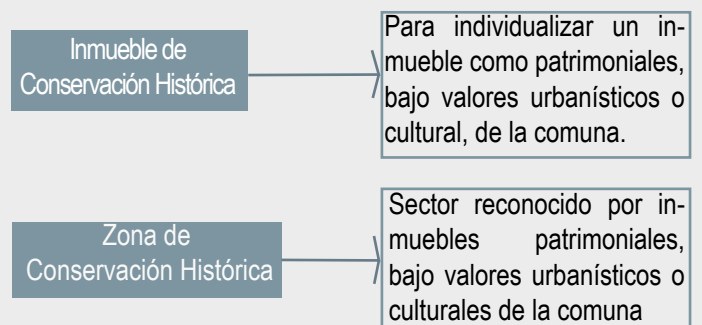 Inmueble de
Conservación Histórica
Para individualizar un in-
mueble como patrimoniales,
bajo valores urbanísticos o
cultural, de la comuna.
Zona de
Conservación Histórica
Sector reconocido por in-
muebles patrimoniales,
bajo valores urbanísticos o
culturales de la comuna